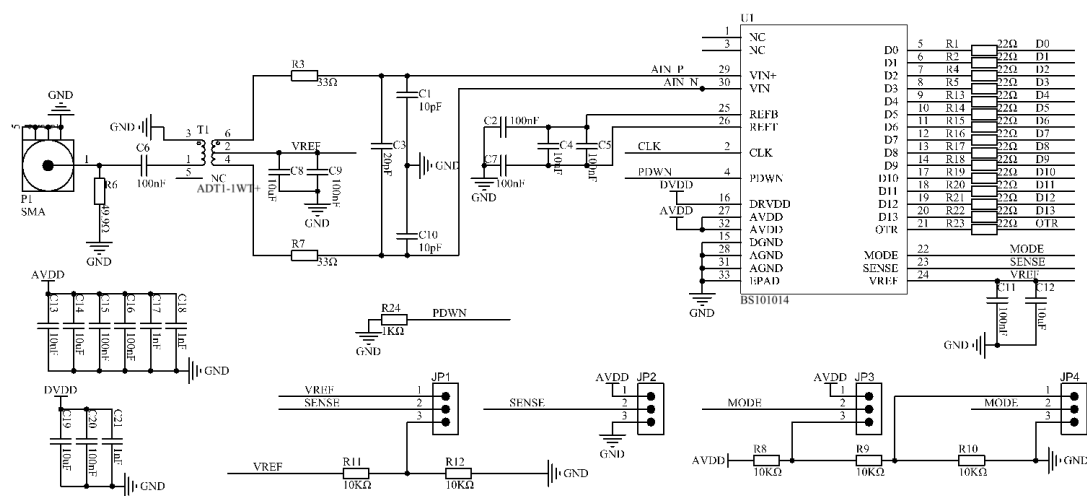 U1
1 NC
3 NC
29 VIN+
30 VIN
25 REFB
26 REFT
2 CLK
4 PDWN
16 DRVDD
27 AVDD
32 AVDD
15 DGND
28 AGND
31 AGND
33 EPAD
BS101014
D0 5 R1 22Ω D0
D1 6 R2 22Ω D1
D2 7 R4 22Ω D2
D3 8 R5 22Ω D3
D4 9 R13 22Ω D4
D5 10 R14 22Ω D5
D6 11 R15 22Ω D6
D7 12 R16 22Ω D7
D8 13 R17 22Ω D8
D9 14 R18 22Ω D9
D10 17 R19 22Ω D10
D11 18 R20 22Ω D11
D12 19 R21 22Ω D12
D13 20 R22 22Ω D13
OTR 21 R23 22Ω OTR
MODE 22 MODE
SENSE 23 SENSE
VREF 24 VREF
C11 100nF
C12 10uF
GND
AIN_P
AIN_N
C2 100nF
C7 100nF
C4 10uF
C5 100nF
GND
CLK
PDWN
DVDD
AVDD
GND
GND
5
1
P1
SMA
R6
49.9Ω
GND
C6
100nF
GND
3 T1 6
2
1 4
5 NC
ADT1-1WT+
R3
33Ω
R7
33Ω
VREF
C8 10uF
C9 100nF
GND
C3
20pF
C1
10pF
GND
C10
10pF
AVDD
C13 10uF
C14 10uF
C15 100nF
C16 100nF
C17 1nF
C18 1nF
GND
R24
1KΩ
PDWN
GND
DVDD
C19 10uF
C20 100nF
C21 1nF
GND
JP1
VREF 1
SENSE 2
3
VREF
R11
10KΩ
R12
10KΩ
GND
JP2
AVDD 1
SENSE 2
3
GND
JP3
AVDD 1
MODE 2
3
JP4
1
MODE 2
3
AVDD
R8
10KΩ
R9
10KΩ
R10
10KΩ
GND